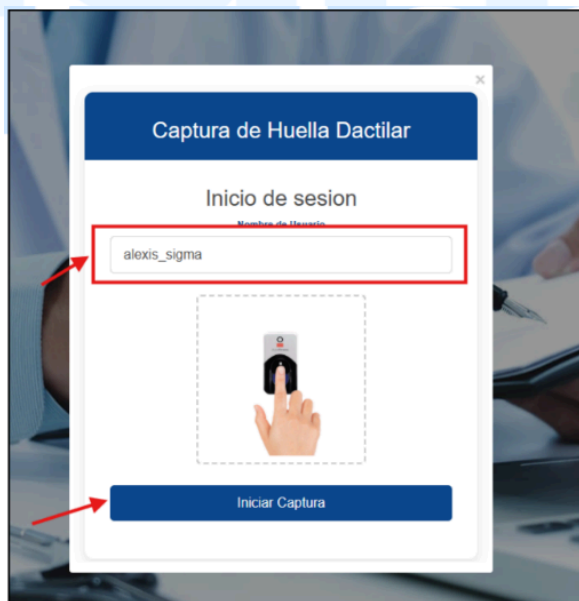 ×
Captura de Huella Dactilar
Inicio de sesion
Nombre de Usuario
alexis_sigma
Iniciar Captura